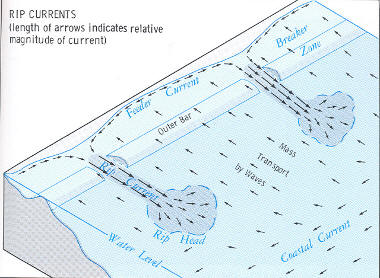 RIP CURRENTS
(length of arrows indicates relative
magnitude of current)
Breaker
Zone
Feeder Current
Outer Bar
Mass
Transport
by Waves
Rip Current
Rip Head
Water Level
Coastal Current